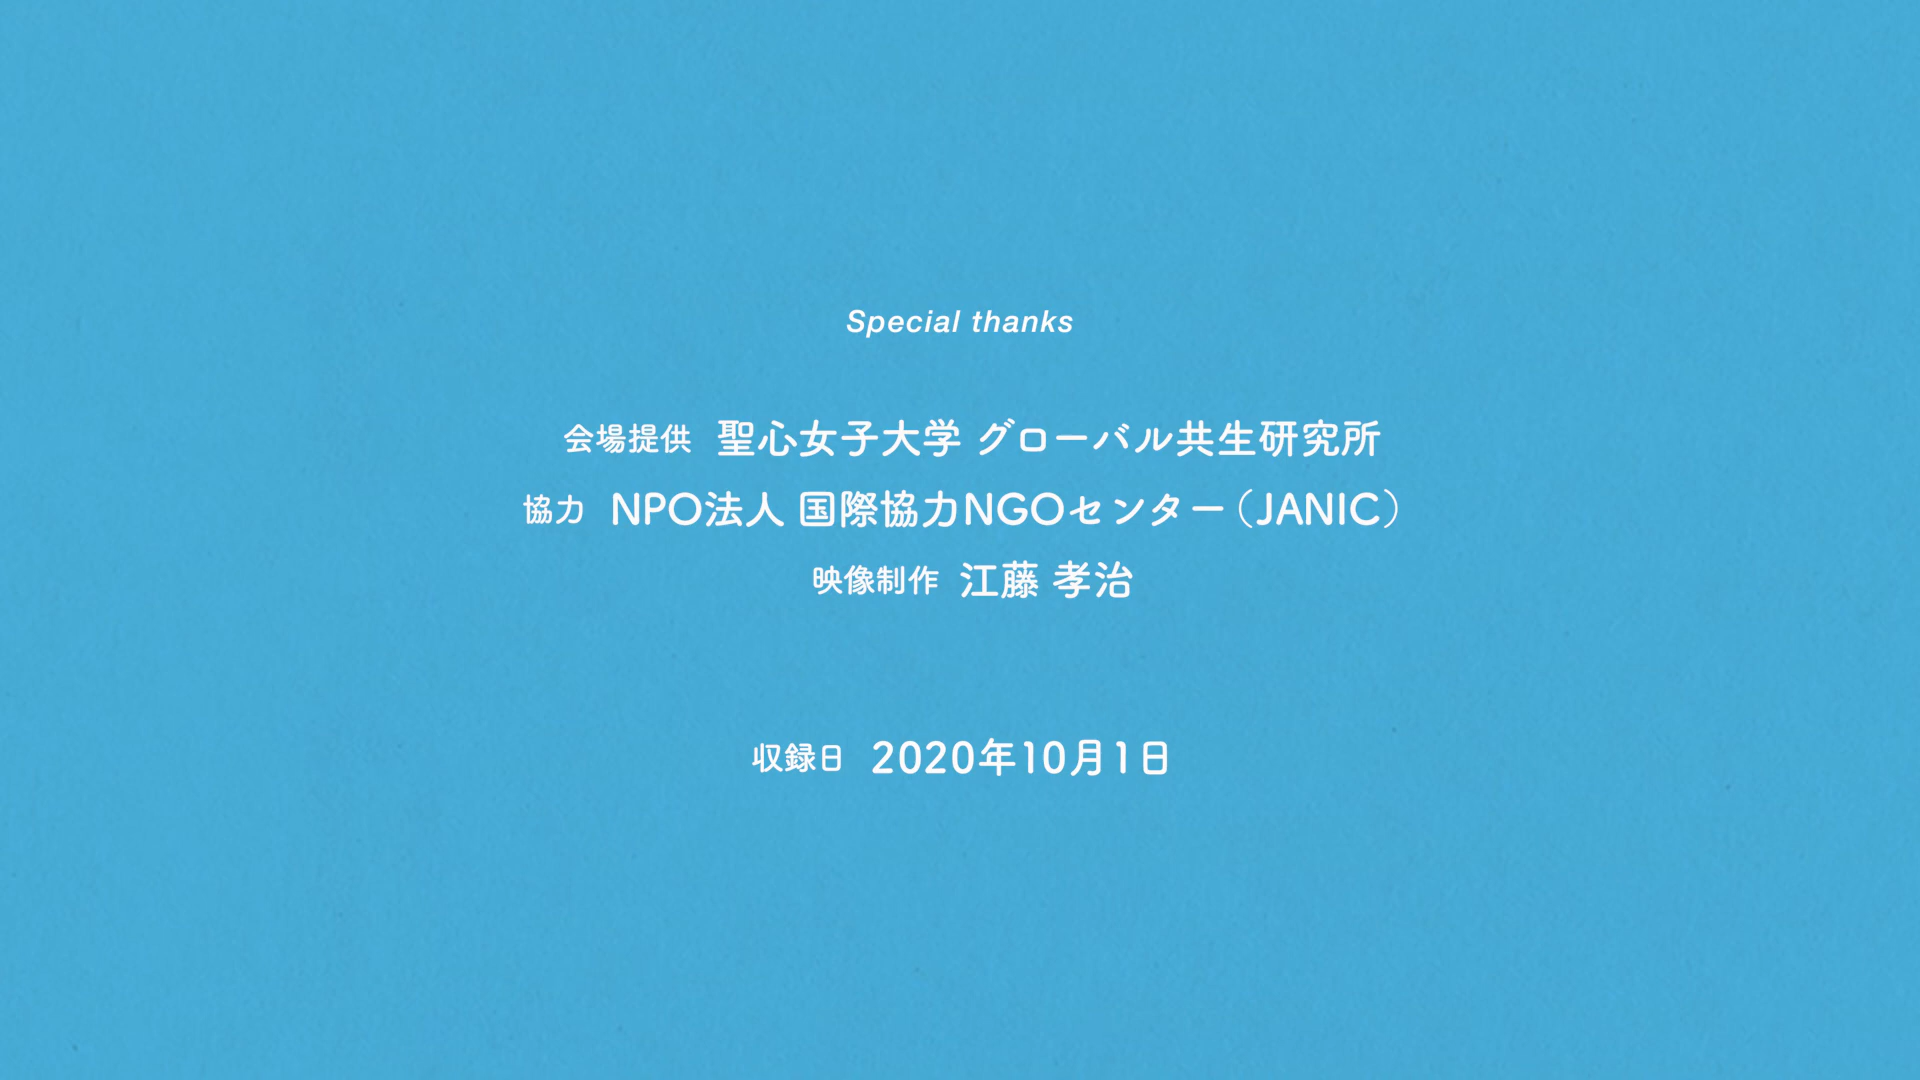 Special thanks
会場提供 聖心女子大学 グローバル共生研究所
協力 NPO法人 国際協力NGOセンター（JANIC）
映像制作 江藤 孝治
収録日 2020年10月1日